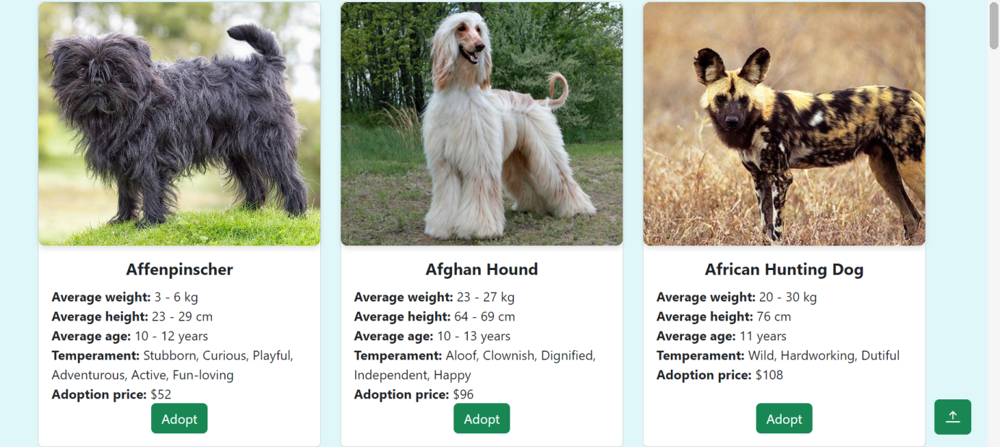 Affenpinscher
Average weight: 3 - 6 kg
Average height: 23 - 29 cm
Average age: 10 - 12 years
Temperament: Stubborn, Curious, Playful,
Adventurous, Active, Fun-loving
Adoption price: $52
Adopt
Afghan Hound
Average weight: 23 - 27 kg
Average height: 64 - 69 cm
Average age: 10 - 13 years
Temperament: Aloof, Clownish, Dignified,
Independent, Happy
Adoption price: $96
Adopt
African Hunting Dog
Average weight: 20 - 30 kg
Average height: 76 cm
Average age: 11 years
Temperament: Wild, Hardworking, Dutiful
Adoption price: $108
Adopt